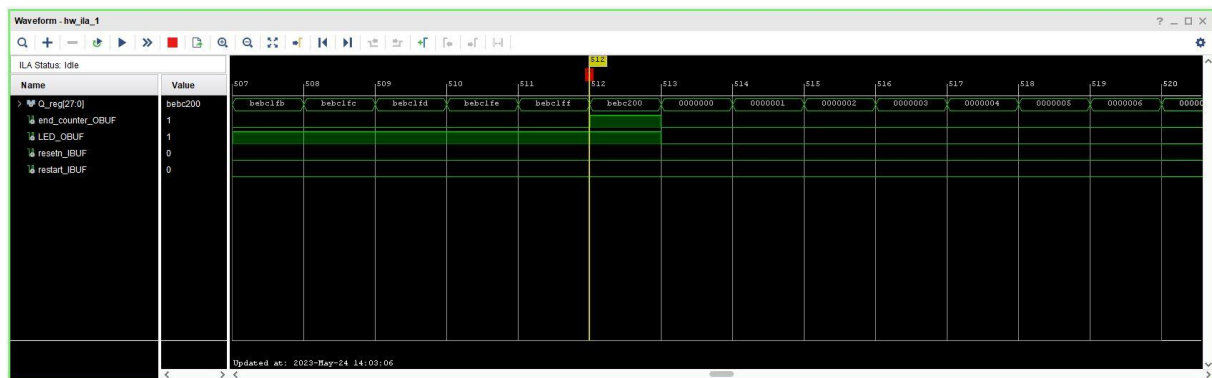 Waveform - hw_ila_1
ILA Status: Idle
Name Value
512
507 508 509 510 511 512 513 514 515 516 517 518 519 520
Q_reg[27:0] bebc200 bebc1fb bebc1fc bebc1fd bebc1fe bebc1ff bebc200 0000000 0000001 0000002 0000003 0000004 0000005 0000006 00000
end_counter_OBUF 1
LED_OBUF 1
resetn_IBUF 0
restart_IBUF 0
Updated at: 2023-May-24 14:03:06